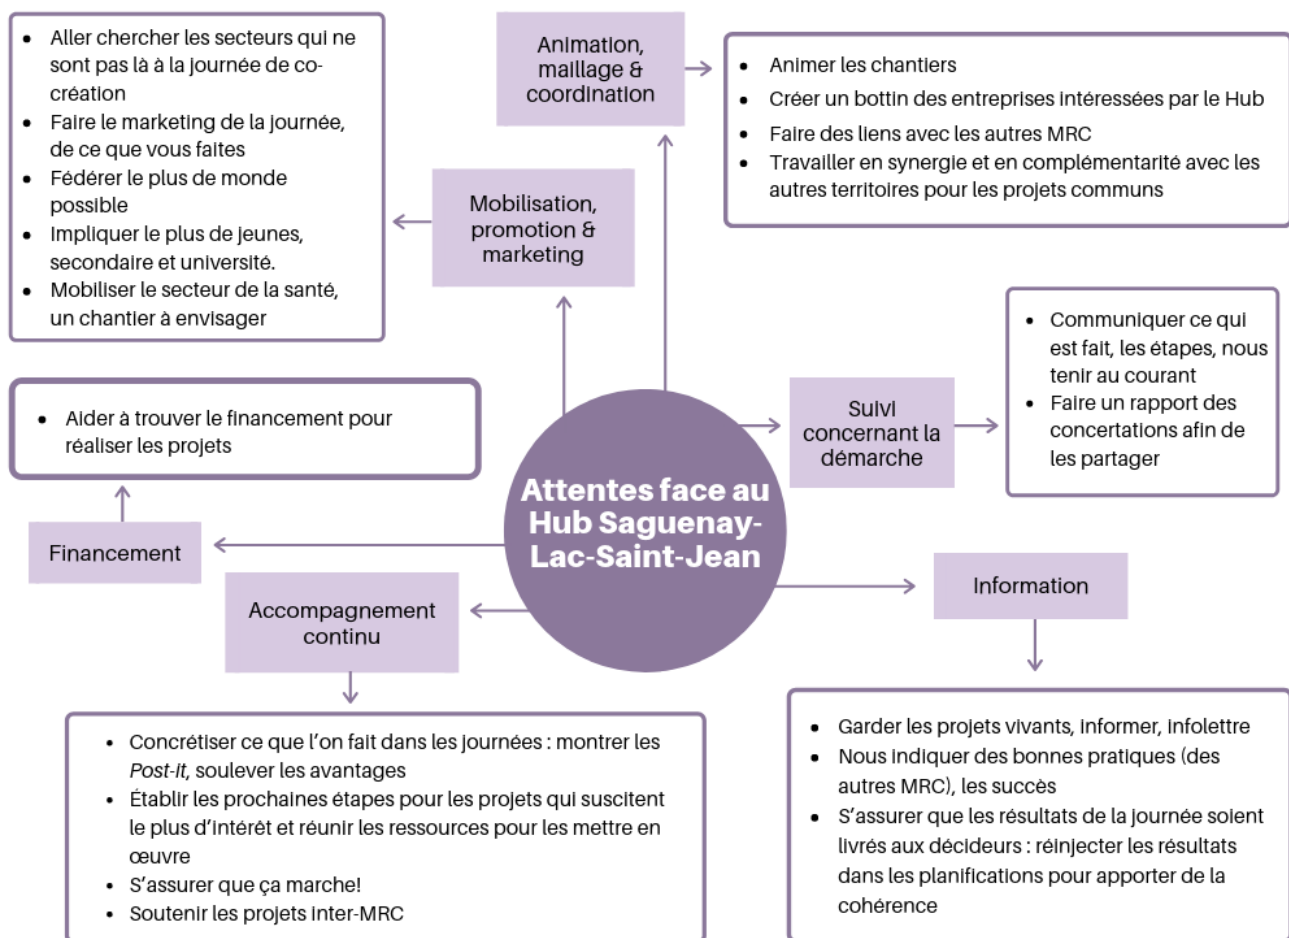 • Aller chercher les secteurs qui ne
sont pas là à la journée de co-
création
• Faire le marketing de la journée,
de ce que vous faites
• Fédérer le plus de monde
possible
• Impliquer le plus de jeunes,
secondaire et université.
• Mobiliser le secteur de la santé,
un chantier à envisager
Mobilisation,
promotion &
marketing
Animation,
maillage &
coordination
• Animer les chantiers
• Créer un bottin des entreprises intéressées par le Hub
• Faire des liens avec les autres MRC
• Travailler en synergie et en complémentarité avec les
autres territoires pour les projets communs
Suivi
concernant la
démarche
• Communiquer ce qui
est fait, les étapes, nous
tenir au courant
• Faire un rapport des
concertations afin de
les partager
• Aider à trouver le financement pour
réaliser les projets
Financement
Attentes face au
Hub Saguenay-
Lac-Saint-Jean
Accompagnement
continu
• Concrétiser ce que l'on fait dans les journées : montrer les
Post-it, soulever les avantages
• Établir les prochaines étapes pour les projets qui suscitent
le plus d'intérêt et réunir les ressources pour les mettre en
œuvre
• S'assurer que ça marche!
• Soutenir les projets inter-MRC
Information
• Garder les projets vivants, informer, infolettre
• Nous indiquer des bonnes pratiques (des
autres MRC), les succès
• S'assurer que les résultats de la journée soient
livrés aux décideurs : réinjecter les résultats
dans les planifications pour apporter de la
cohérence